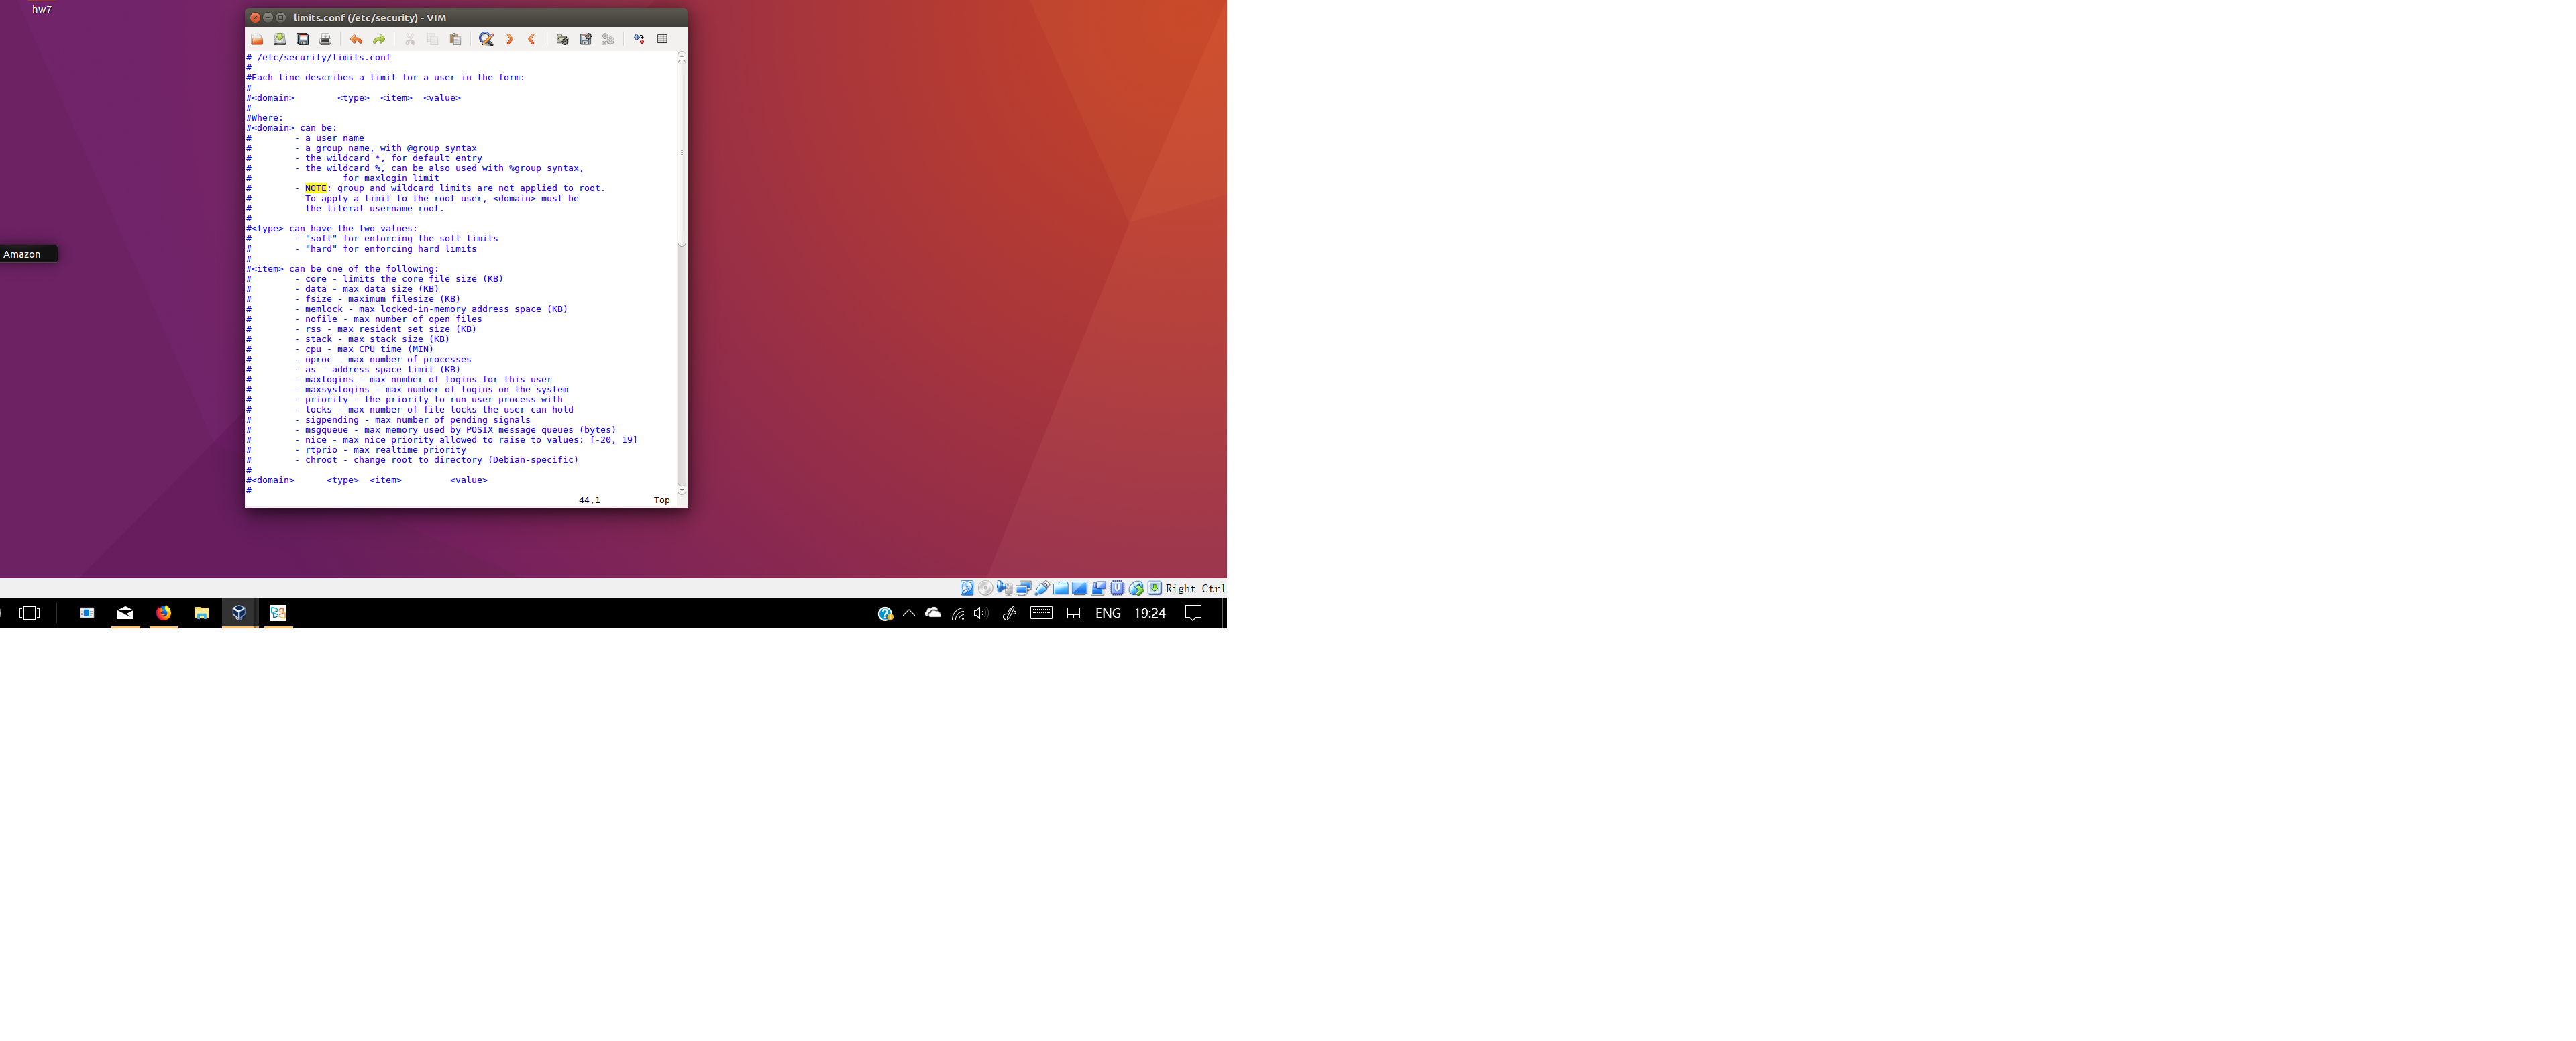 hw7
limits.conf (/etc/security) - VIM
# /etc/security/limits.conf
#
#Each line describes a limit for a user in the form:
#
#<domain>        <type>  <item>  <value>
#
#Where:
#<domain> can be:
#        - a user name
#        - a group name, with @group syntax
#        - the wildcard *, for default entry
#        - the wildcard %, can be also used with %group syntax,
#                 for maxlogin limit
#        - NOTE: group and wildcard limits are not applied to root.
#          To apply a limit to the root user, <domain> must be
#          the literal username root.
#
#<type> can have the two values:
#        - "soft" for enforcing the soft limits
#        - "hard" for enforcing hard limits
#
#<item> can be one of the following:
#        - core - limits the core file size (KB)
#        - data - max data size (KB)
#        - fsize - maximum filesize (KB)
#        - memlock - max locked-in-memory address space (KB)
#        - nofile - max number of open files
#        - rss - max resident set size (KB)
#        - stack - max stack size (KB)
#        - cpu - max CPU time (MIN)
#        - nproc - max number of processes
#        - as - address space limit (KB)
#        - maxlogins - max number of logins for this user
#        - maxsyslogins - max number of logins on the system
#        - priority - the priority to run user process with
#        - locks - max number of file locks the user can hold
#        - sigpending - max number of pending signals
#        - msgqueue - max memory used by POSIX message queues (bytes)
#        - nice - max nice priority allowed to raise to values: [-20, 19]
#        - rtprio - max realtime priority
#        - chroot - change root to directory (Debian-specific)
#
#<domain>      <type>  <item>         <value>
#
44,1          Top
Amazon
Right Ctrl
ENG 19:24